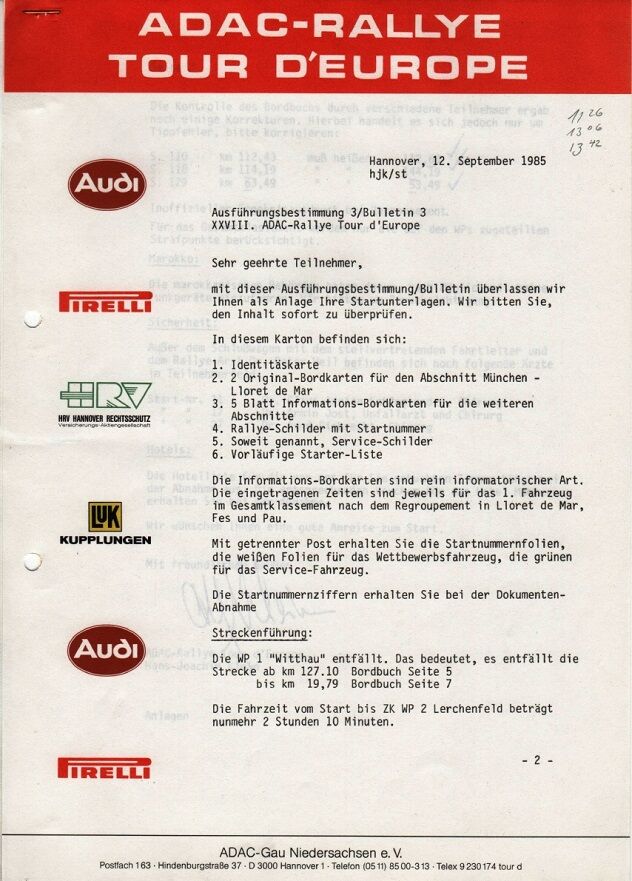 ADAC-RALLYE
TOUR D'EUROPE
11 26
13 06
13 42
Hannover, 12. September 1985
hjk/st
Audi
Ausführungsbestimmung 3/Bulletin 3
XXVIII. ADAC-Rallye Tour d'Europe
Sehr geehrte Teilnehmer,
mit dieser Ausführungsbestimmung/Bulletin überlassen wir
Ihnen als Anlage Ihre Startunterlagen. Wir bitten Sie,
den Inhalt sofort zu überprüfen.
PIRELLI
In diesem Karton befinden sich:
1. Identitäskarte
2. 2 Original-Bordkarten für den Abschnitt München -
Lloret de Mar
3. 5 Blatt Informations-Bordkarten für die weiteren
Abschnitte
4. Rallye-Schilder mit Startnummer
5. Soweit genannt, Service-Schilder
6. Vorläufige Starter-Liste
HRV
HRV HANNOVER RECHTSSCHUTZ
Versicherungs-Aktiengesellschaft
Die Informations-Bordkarten sind rein informatorischer Art.
Die eingetragenen Zeiten sind jeweils für das 1. Fahrzeug
im Gesamtklassement nach dem Regroupement in Lloret de Mar,
Fes und Pau.
LUK
KUPPLUNGEN
Mit getrennter Post erhalten Sie die Startnummernfolien,
die weißen Folien für das Wettbewerbsfahrzeug, die grünen
für das Service-Fahrzeug.
Die Startnummernziffern erhalten Sie bei der Dokumenten-
Abnahme
Streckenführung:
Audi
Die WP 1 "Witthau" entfällt. Das bedeutet, es entfällt die
Strecke ab km 127.10 Bordbuch Seite 5
bis km 19,79 Bordbuch Seite 7
Die Fahrzeit vom Start bis ZK WP 2 Lerchenfeld beträgt
nunmehr 2 Stunden 10 Minuten.
- 2 -
PIRELLI
ADAC-Gau Niedersachsen e. V.
Postfach 163 · Hindenburgstraße 37 · D 3000 Hannover 1 · Telefon (05 11) 85 00-313 · Telex 9 230 174 tour d